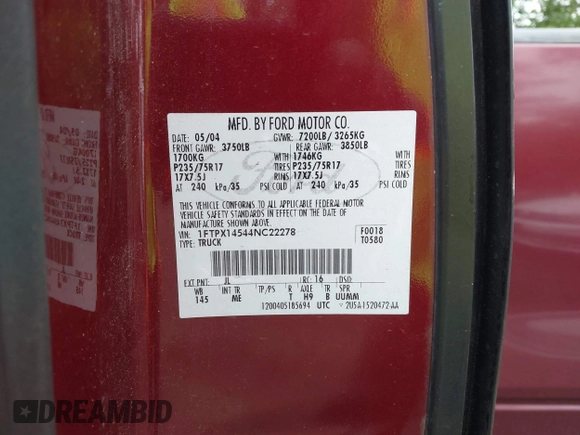 MFD. BY FORD MOTOR CO.
DATE: 05/04 GVWR: 7200LB/ 3265KG
FRONT GAWR: 3750LB REAR GAWR: 3850LB
1700KG WITH 1746KG WITH
P235/75R17 TIRES P235/75R17 TIRES
17X7.5J RIMS 17X7.5J RIMS
AT 240 kPa/35 PSI COLD AT 240 kPa/35 PSI COLD
THIS VEHICLE CONFORMS TO ALL APPLICABLE FEDERAL MOTOR
VEHICLE SAFETY STANDARDS IN EFFECT ON THE DATE OF
MANUFACTURE SHOWN ABOVE.
VIN: 1FTPX14544NC22278 F0018
TYPE: TRUCK T0580
EXT PNT: JL RC: 16 DSO:
WB INT TR TP/PS R AXLE TR SPR
145 ME T H9 B UUMM
1200405185694 UTC 2U5A1520472-AA
Ford
DREAMBID